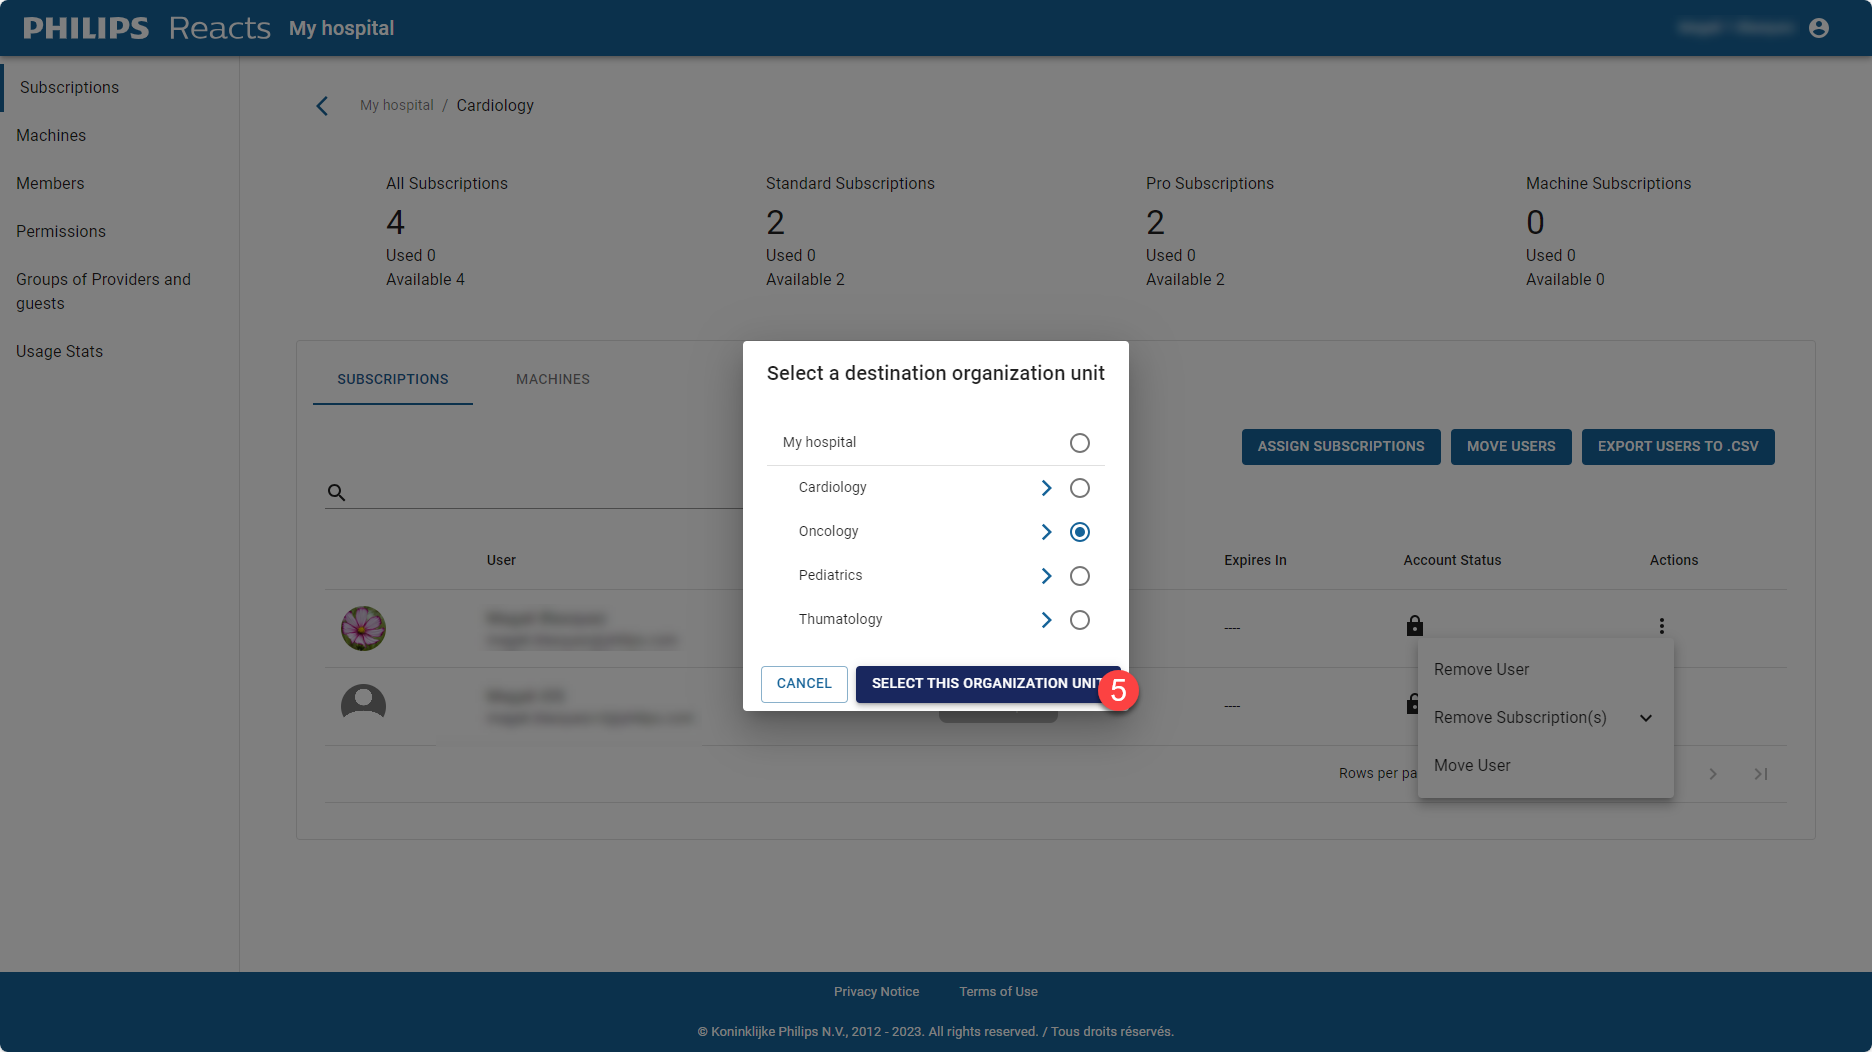 PHILIPS Reacts My hospital
Subscriptions
Machines
Members
Permissions
Groups of Providers and
guests
Usage Stats
My hospital / Cardiology
All Subscriptions
4
Used 0
Available 4
Standard Subscriptions
2
Used 0
Available 2
Pro Subscriptions
2
Used 0
Available 2
Machine Subscriptions
0
Used 0
Available 0
SUBSCRIPTIONS
MACHINES
ASSIGN SUBSCRIPTIONS
MOVE USERS
EXPORT USERS TO .CSV
User
Expires In
Account Status
Actions
----
----
Rows per pa
Remove User
Remove Subscription(s)
Move User
Select a destination organization unit
My hospital
Cardiology
Oncology
Pediatrics
Thumatology
CANCEL
SELECT THIS ORGANIZATION UNIT
5
Privacy Notice
Terms of Use
© Koninklijke Philips N.V., 2012 - 2023. All rights reserved. / Tous droits réservés.